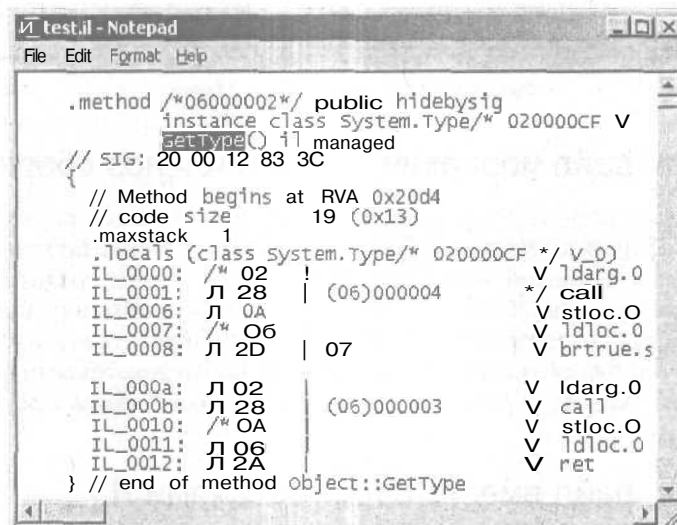 test.il - Notepad
File Edit Format Help
.method /*06000002*/ public hidebysig
instance class System.Type/* 020000CF V
GetType() il managed
// SIG: 20 00 12 83 3C
{
// Method begins at RVA 0x20d4
// code size 19 (0x13)
.maxstack 1
locals (class System.Type/* 020000CF */ V_0)
IL_0000: /* 02 ! V ldarg.0
IL_0001: Л 28 | (06)000004 */ call
IL_0006: Л 0A V stloc.O
IL_0007: /* Об V ldloc.0
IL_0008: Л 2D | 07 V brtrue.s
IL_000a: Л 02 | V ldarg.0
IL_000b: Л 28 | (06)000003 V call
IL_0010: /* OA | V stloc.O
IL_0011: Л 06 | V ldloc.0
IL_0012: Л 2A | V ret
} // end of method Object::GetType